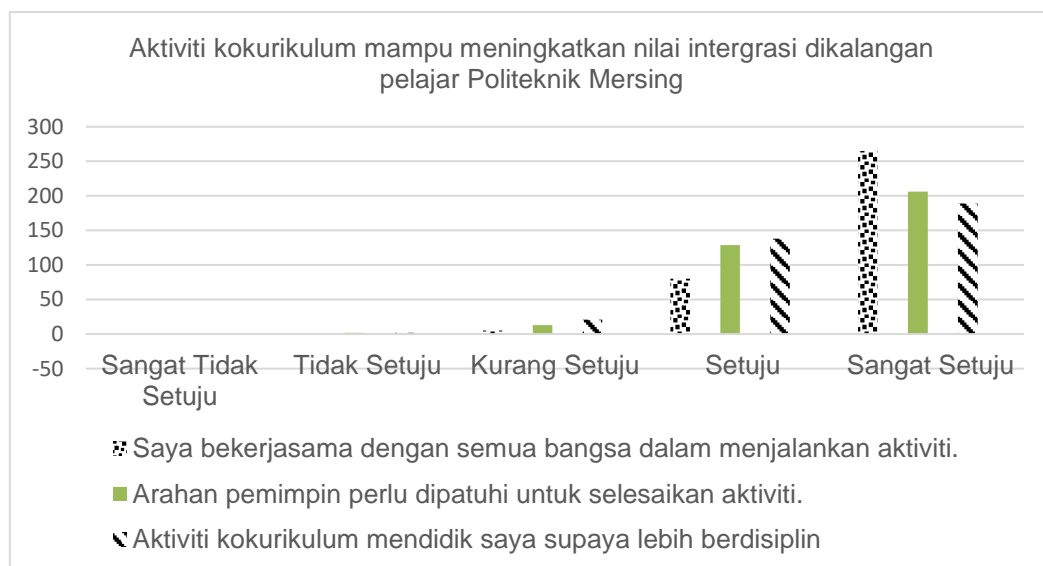 Aktiviti kokurikulum mampu meningkatkan nilai intergrasi dikalangan
pelajar Politeknik Mersing
300
250
200
150
100
50
0
-50
Sangat Tidak
Setuju
Tidak Setuju
Kurang Setuju
Setuju
Sangat Setuju
Saya bekerjasama dengan semua bangsa dalam menjalankan aktiviti.
Arahan pemimpin perlu dipatuhi untuk selesaikan aktiviti.
Aktiviti kokurikulum mendidik saya supaya lebih berdisiplin